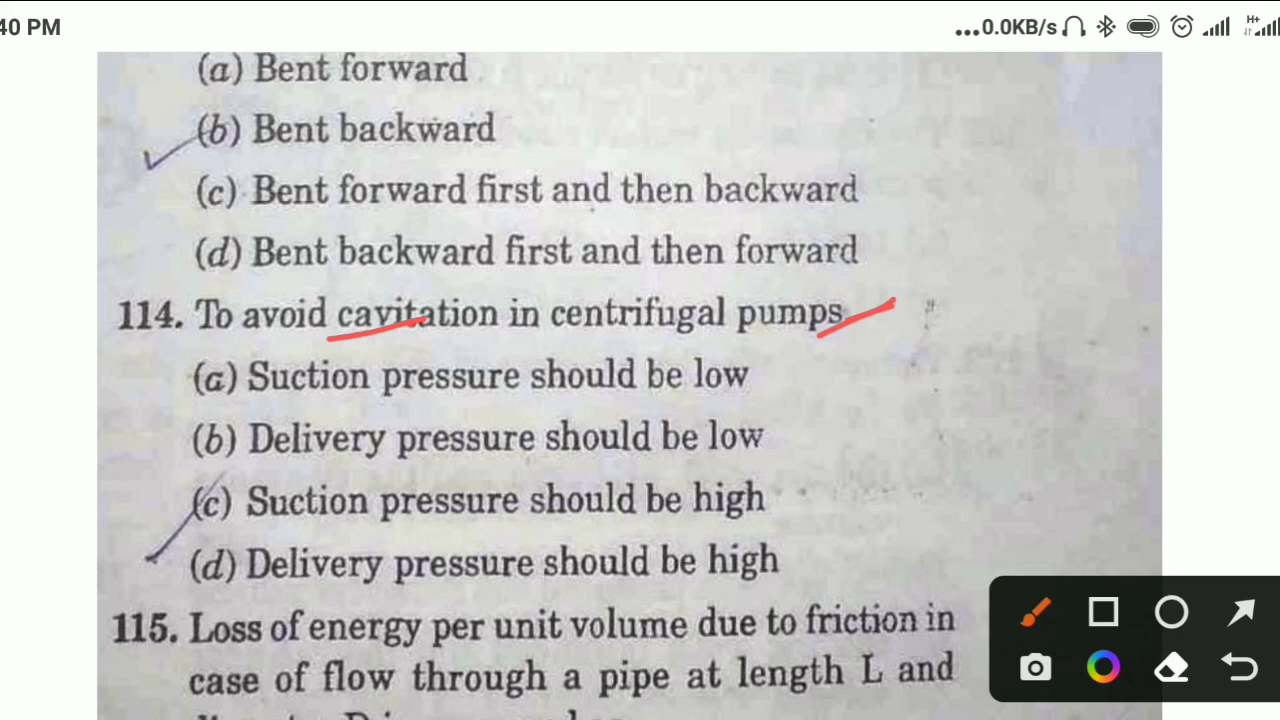 40 PM
...0.0KB/s
H+
(a) Bent forward
(b) Bent backward
(c) Bent forward first and then backward
(d) Bent backward first and then forward
114. To avoid cavitation in centrifugal pumps
(a) Suction pressure should be low
(b) Delivery pressure should be low
(c) Suction pressure should be high
(d) Delivery pressure should be high
115. Loss of energy per unit volume due to friction in
case of flow through a pipe at length L and